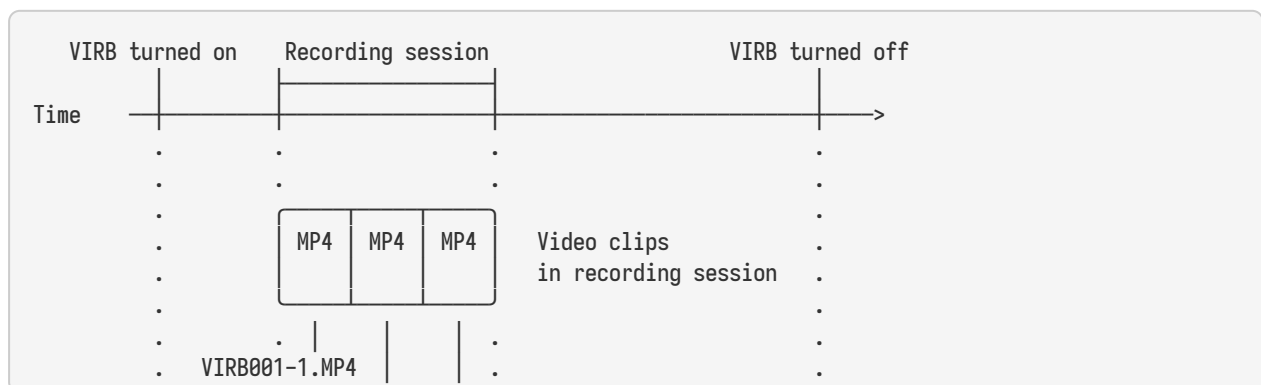 VIRB turned on Recording session VIRB turned off
Time
MP4 MP4 MP4 Video clips
in recording session
VIRB001-1.MP4